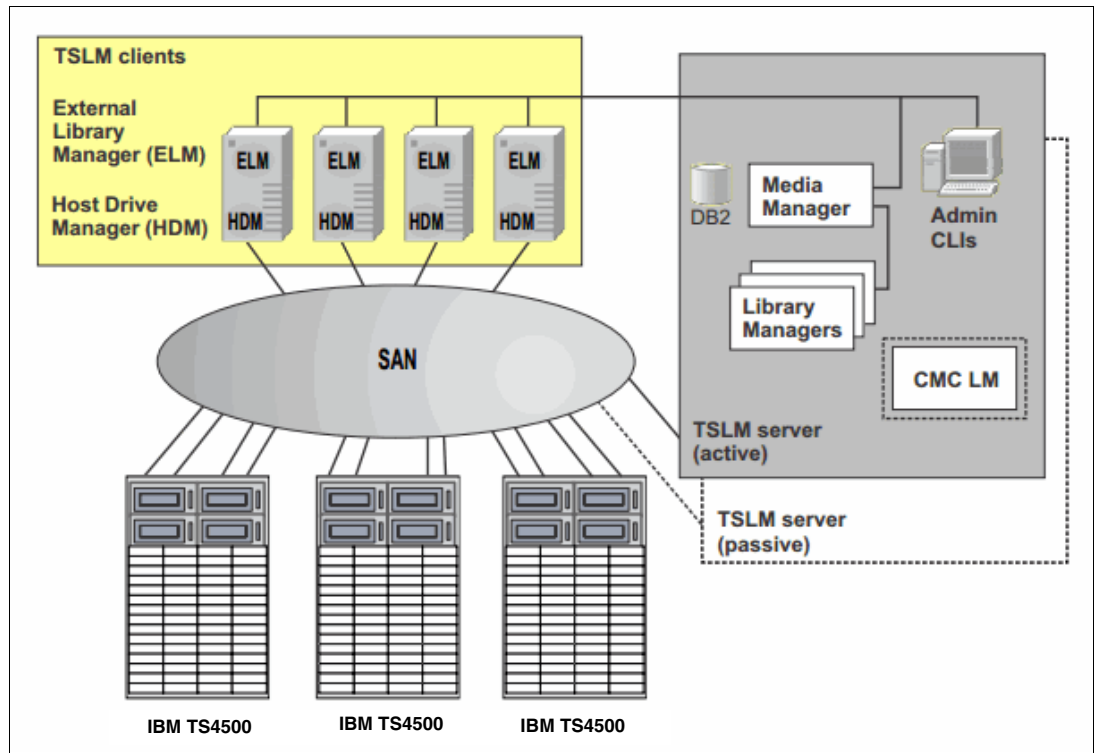 TSLM clients
External
Library
Manager (ELM)
Host Drive
Manager (HDM)
ELM
HDM
ELM
HDM
ELM
HDM
ELM
HDM
DB2
Media
Manager
Admin
CLIs
Library
Managers
CMC LM
SAN
TSLM server
(active)
TSLM server
(passive)
IBM TS4500
IBM TS4500
IBM TS4500